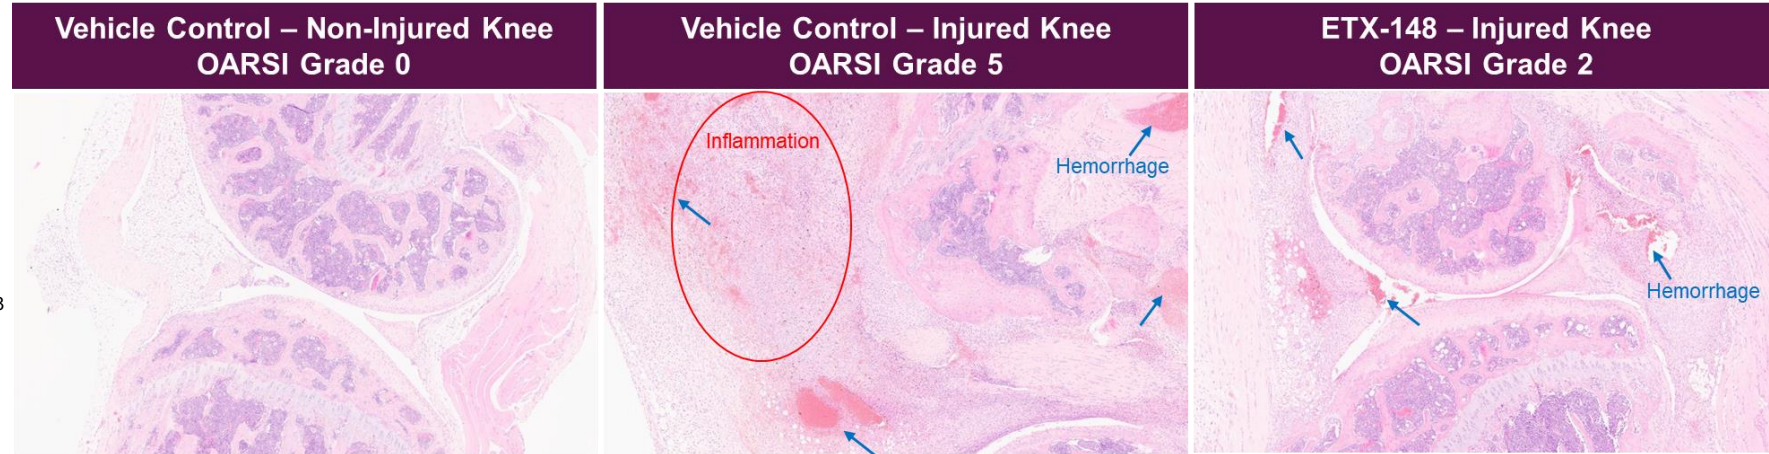 Vehicle Control – Non-Injured Knee
OARSI Grade 0
Vehicle Control – Injured Knee
OARSI Grade 5
ETX-148 – Injured Knee
OARSI Grade 2
Inflammation
Hemorrhage
Hemorrhage
3